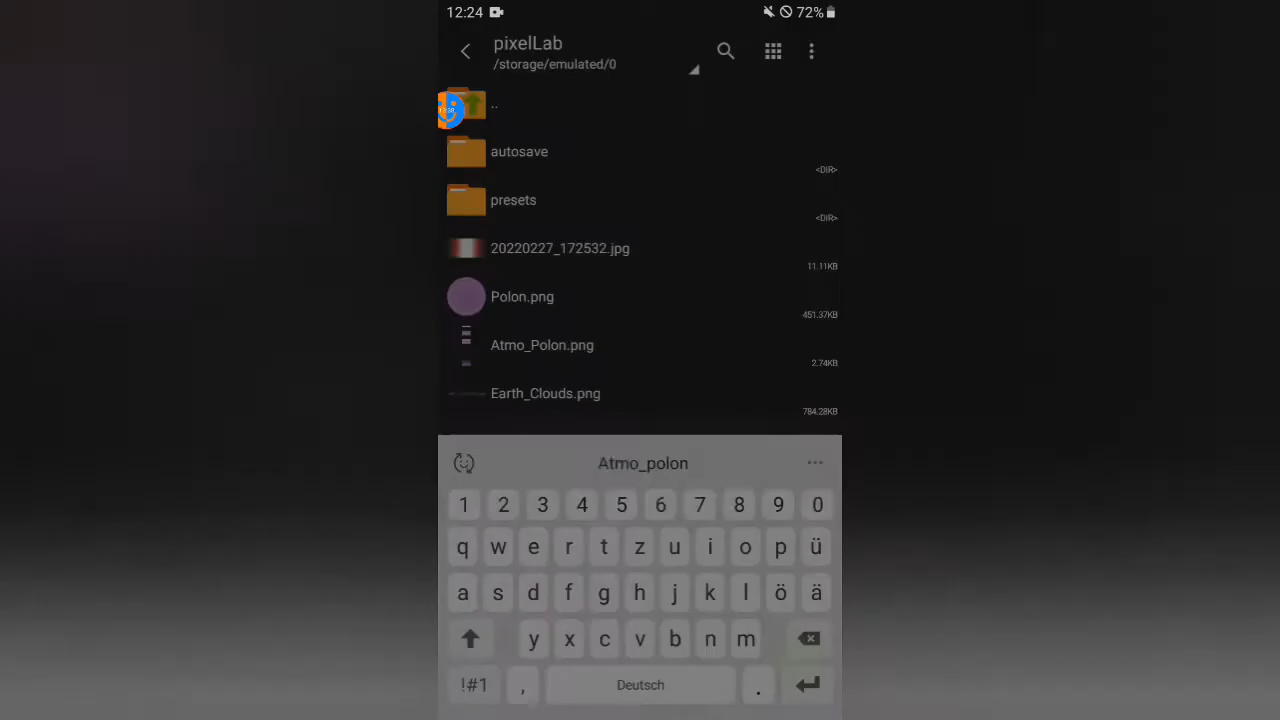 12:24 72%
pixelLab
/storage/emulated/0
..
autosave
<DIR>
presets
<DIR>
20220227_172532.jpg
11.11KB
Polon.png
451.37KB
Atmo_Polon.png
2.74KB
Earth_Clouds.png
784.28KB
Atmo_polon ...
1 2 3 4 5 6 7 8 9 0
q w e r t z u i o p ü
a s d f g h j k l ö ä
y x c v b n m
!#1 , Deutsch .